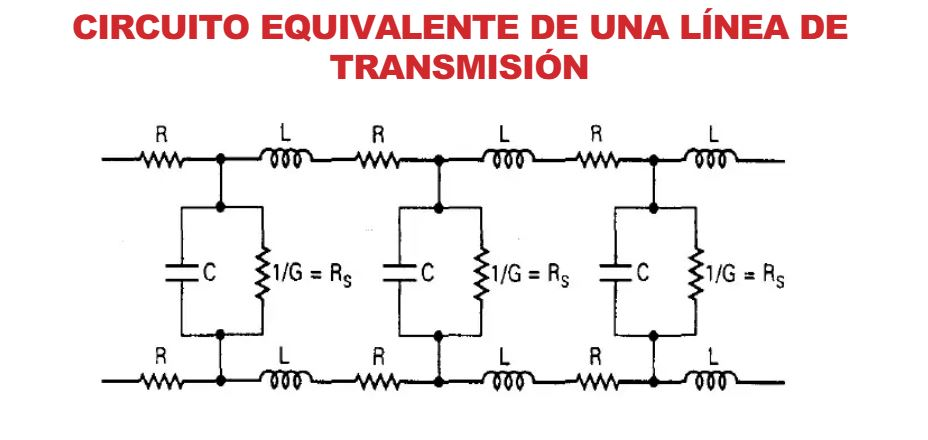 CIRCUITO EQUIVALENTE DE UNA LÍNEA DE
TRANSMISIÓN
R L R L R L
C 1/G = Rs C 1/G = Rs C 1/G = Rs
R L R L R L